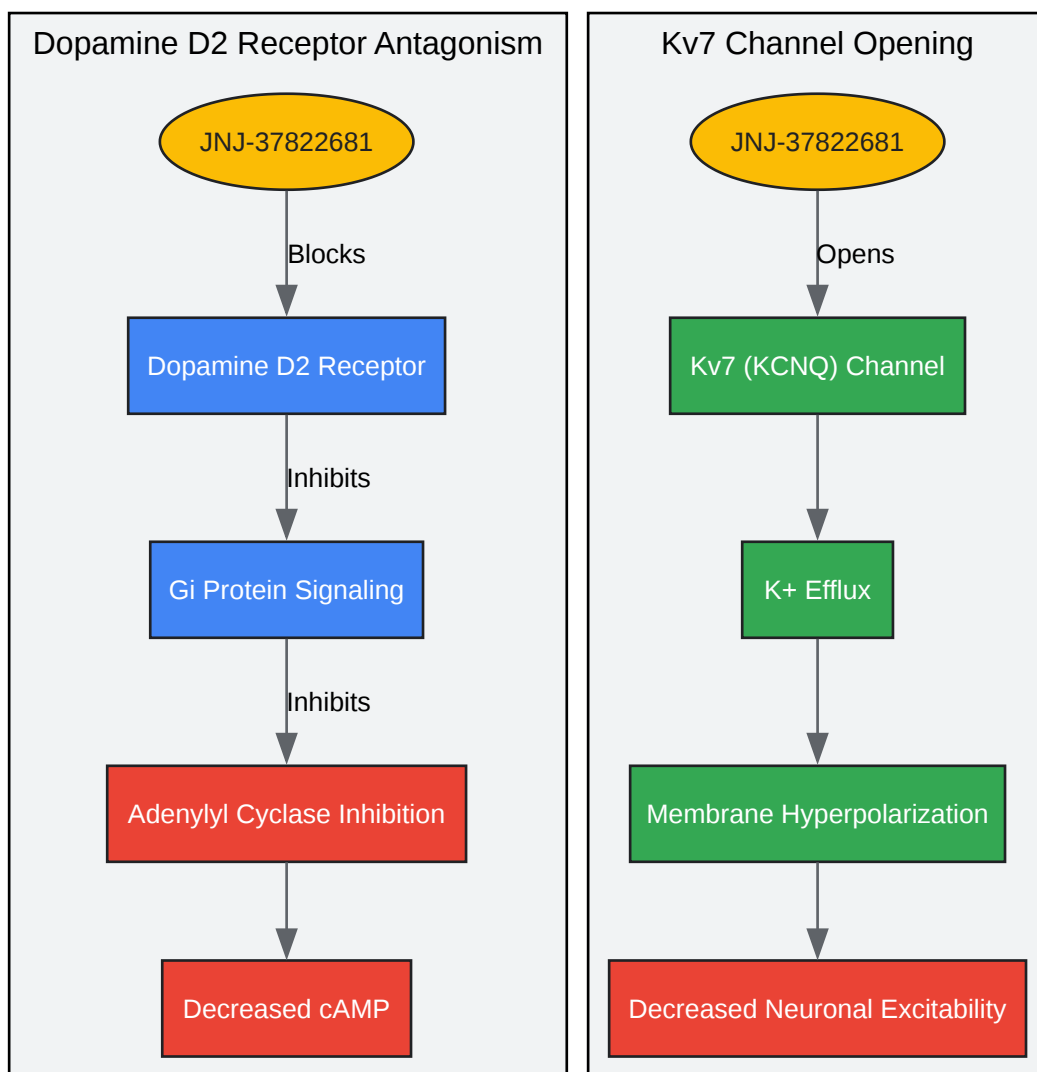 Dopamine D2 Receptor Antagonism
JNJ-37822681
Blocks
Dopamine D2 Receptor
Inhibits
Gi Protein Signaling
Inhibits
Adenylyl Cyclase Inhibition
Decreased cAMP
Kv7 Channel Opening
JNJ-37822681
Opens
Kv7 (KCNQ) Channel
K+ Efflux
Membrane Hyperpolarization
Decreased Neuronal Excitability